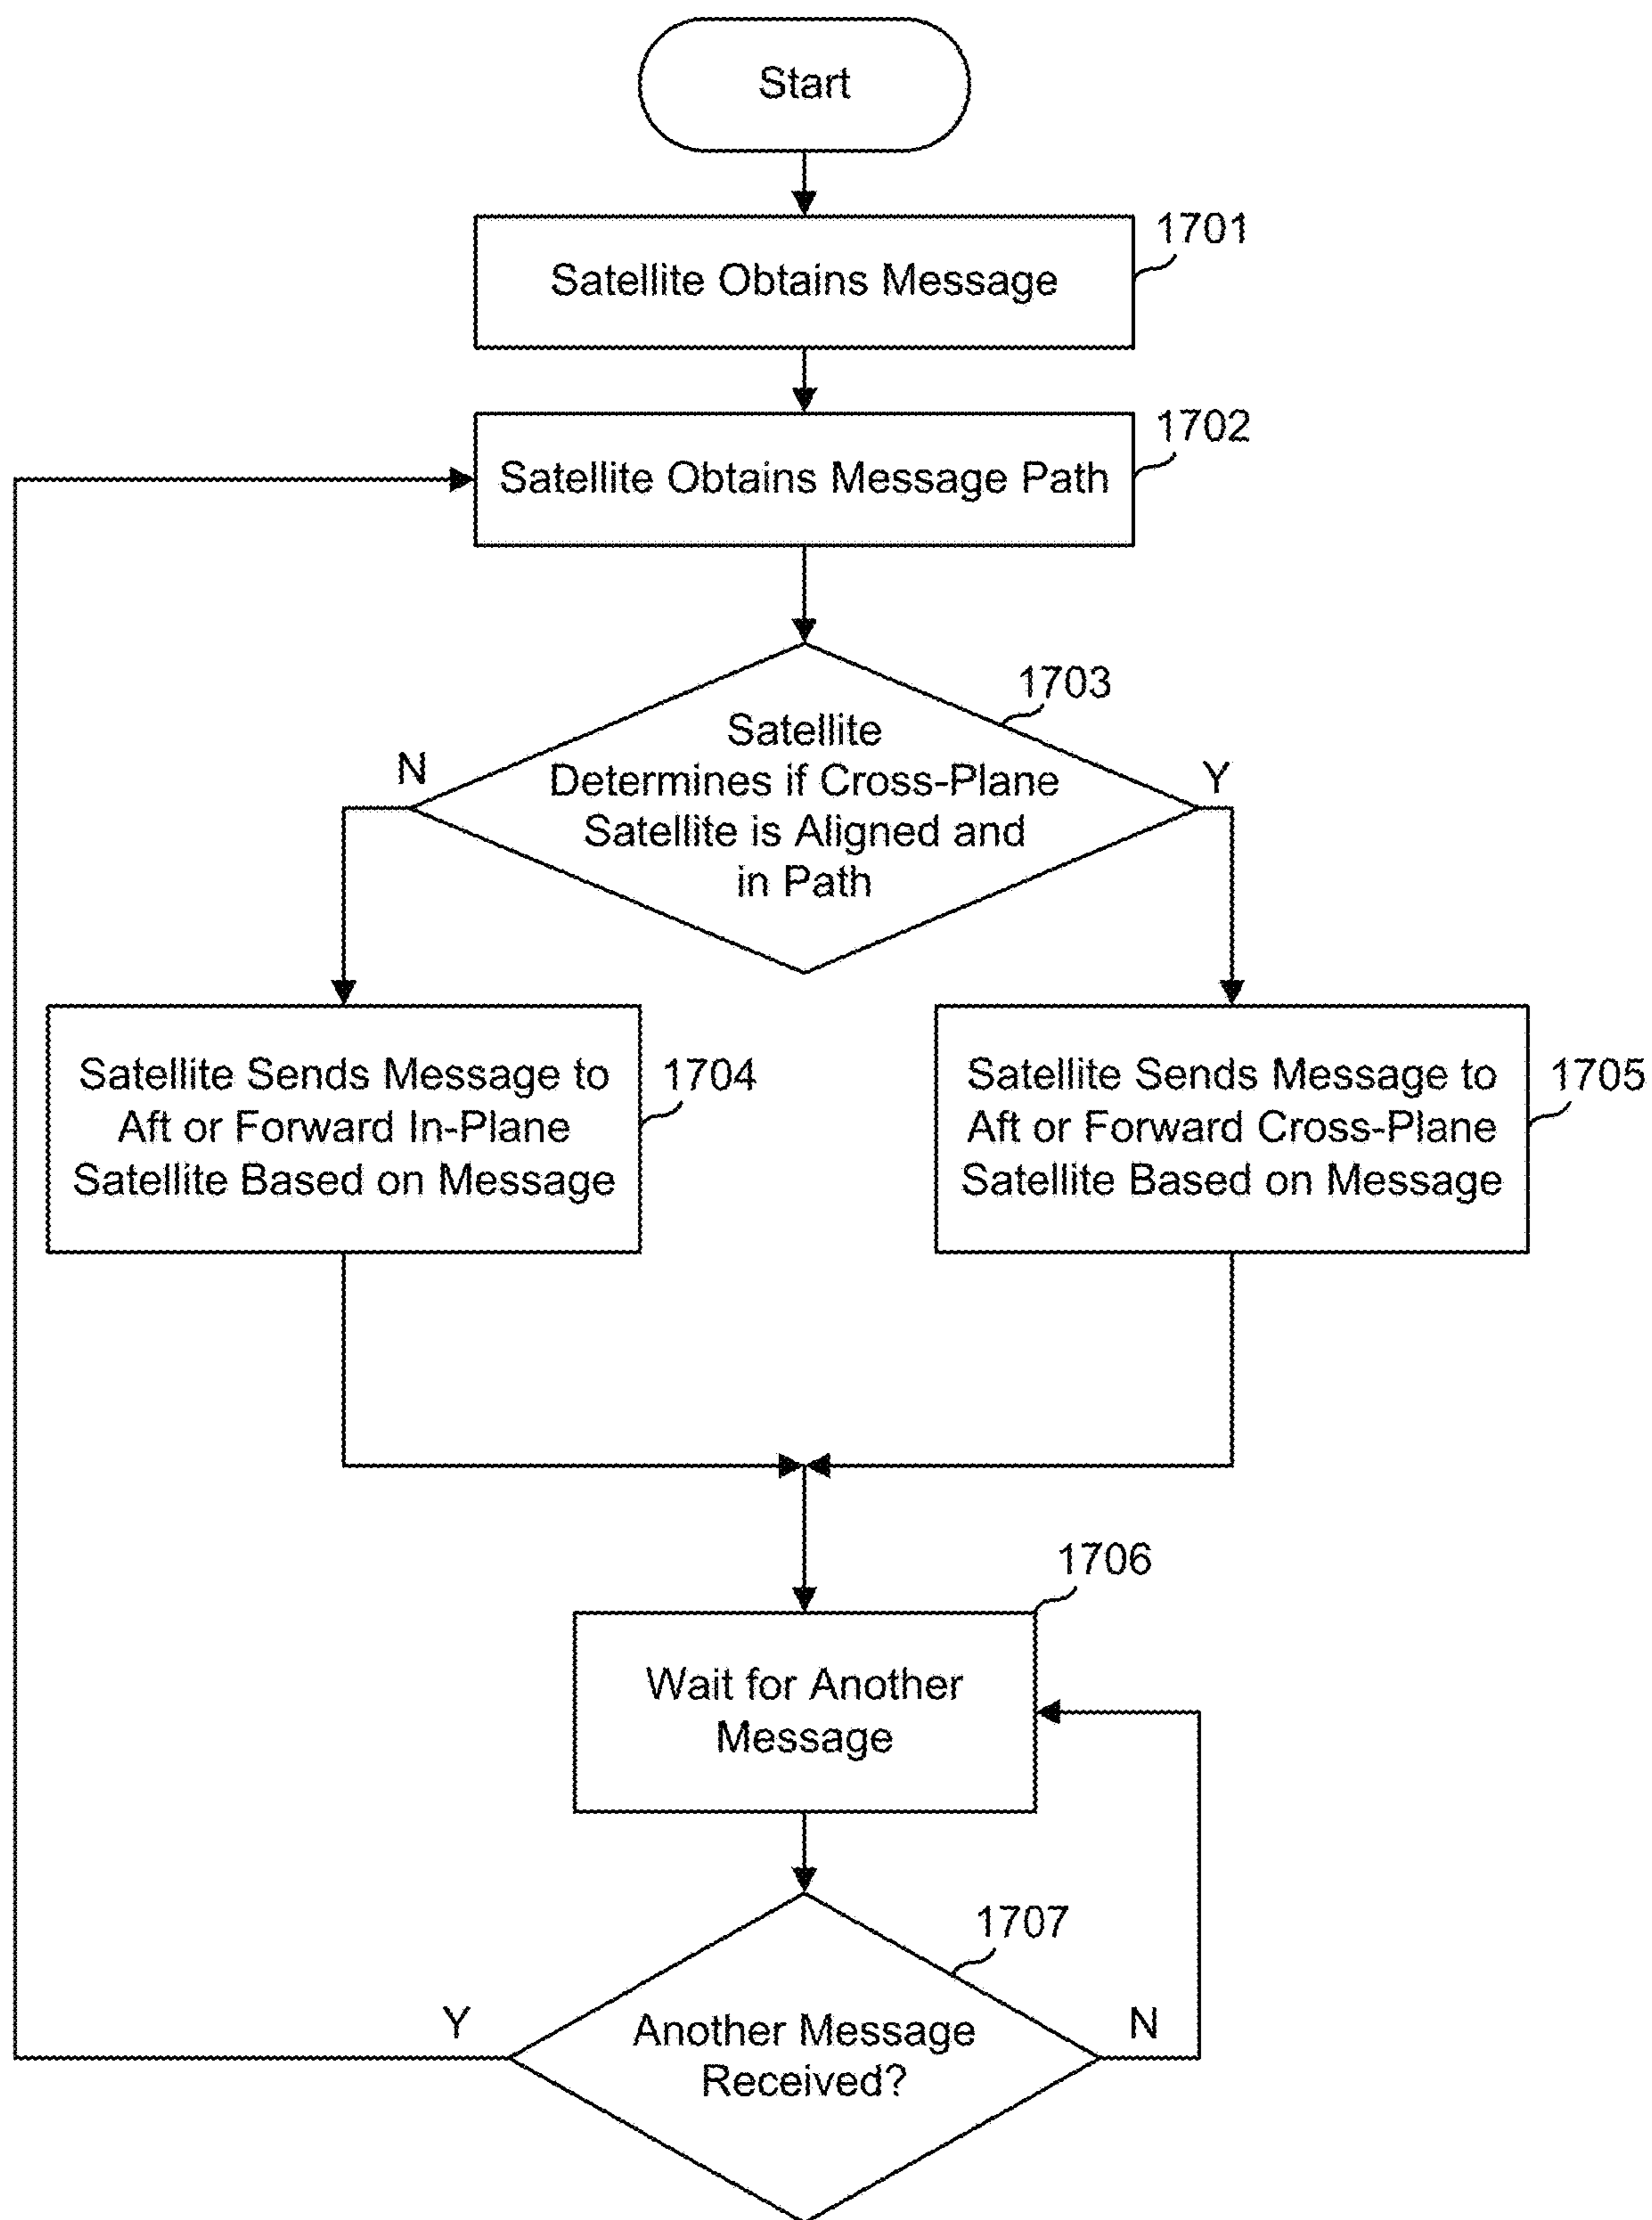 Start
1701
Satellite Obtains Message
1702
Satellite Obtains Message Path
1703
Satellite
Determines if Cross-Plane
Satellite is Aligned and
in Path
N
Y
Satellite Sends Message to
Aft or Forward In-Plane
Satellite Based on Message
1704
Satellite Sends Message to
Aft or Forward Cross-Plane
Satellite Based on Message
1705
1706
Wait for Another
Message
1707
Another Message
Received?
Y
N